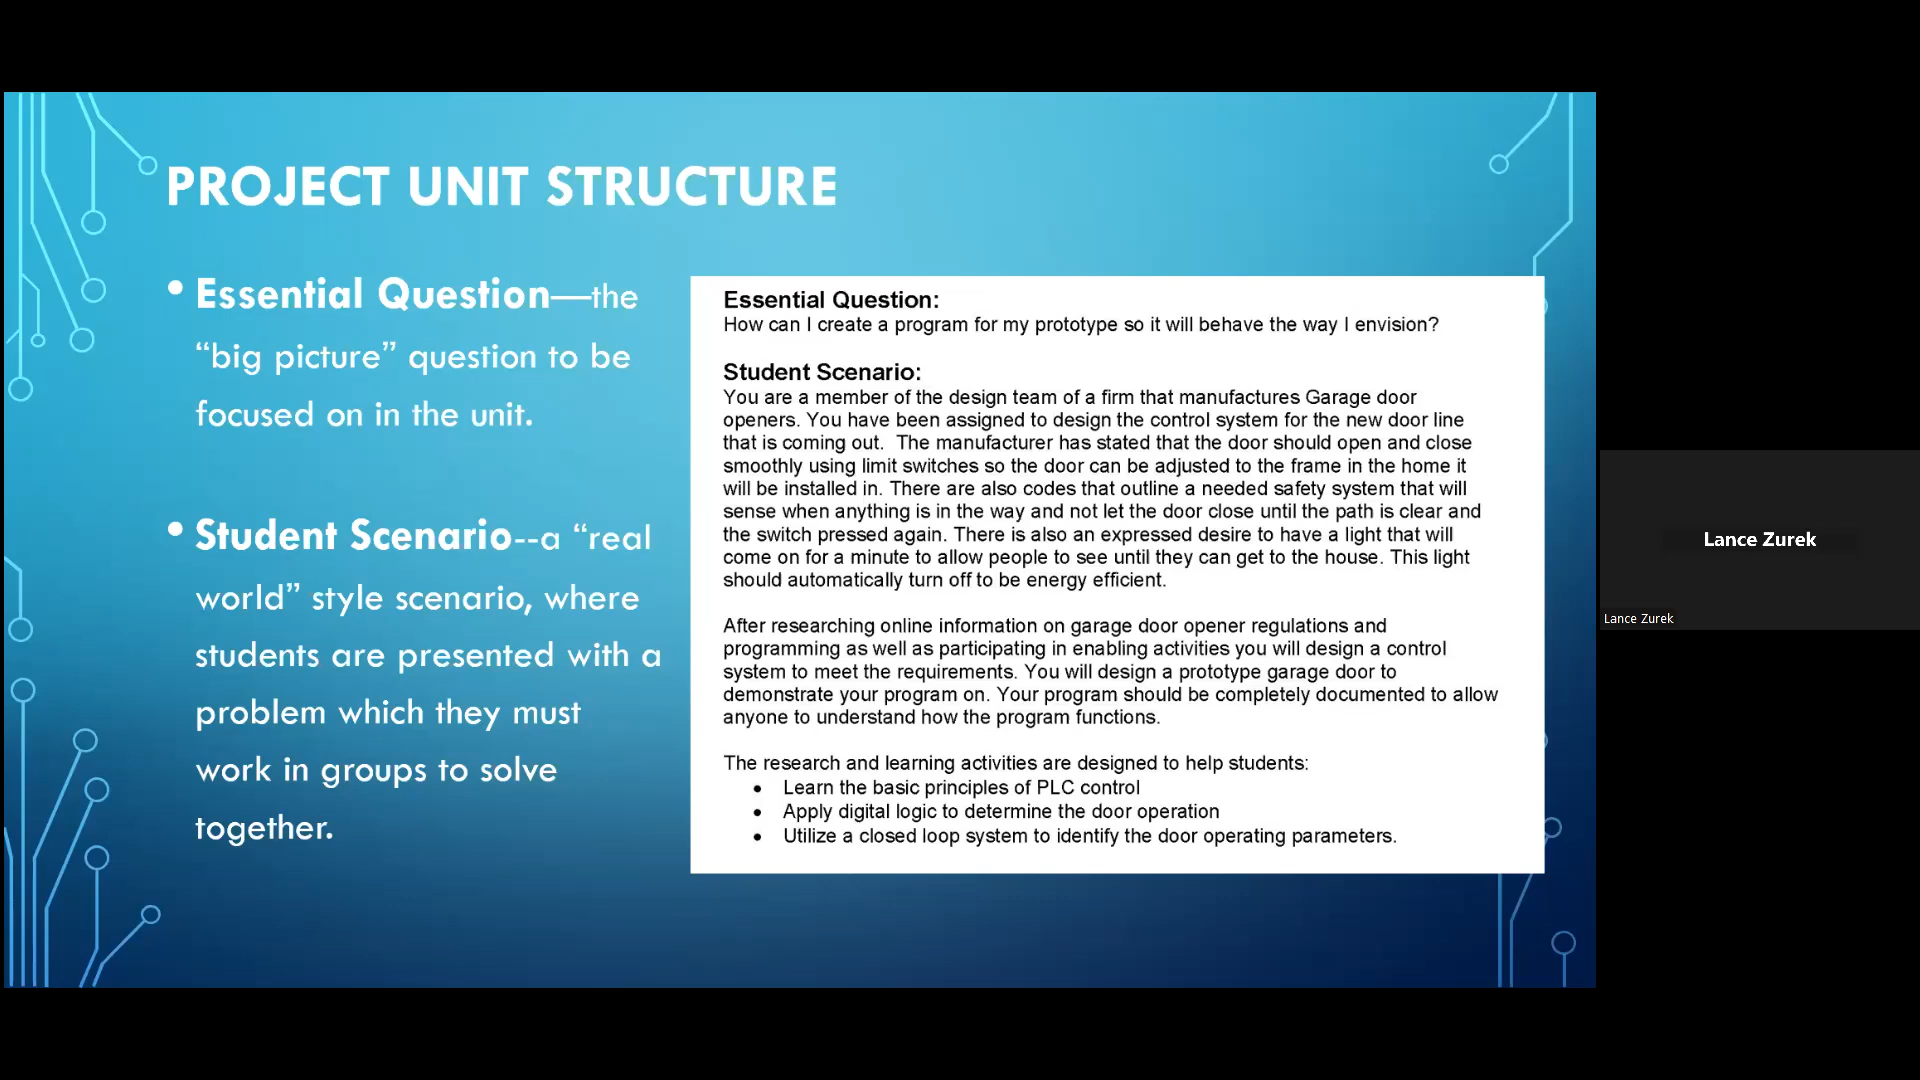 PROJECT UNIT STRUCTURE
• Essential Question—the
“big picture” question to be
focused on in the unit.
• Student Scenario--a “real
world” style scenario, where
students are presented with a
problem which they must
work in groups to solve
together.
Essential Question:
How can I create a program for my prototype so it will behave the way I envision?
Student Scenario:
You are a member of the design team of a firm that manufactures Garage door
openers. You have been assigned to design the control system for the new door line
that is coming out.  The manufacturer has stated that the door should open and close
smoothly using limit switches so the door can be adjusted to the frame in the home it
will be installed in. There are also codes that outline a needed safety system that will
sense when anything is in the way and not let the door close until the path is clear and
the switch pressed again. There is also an expressed desire to have a light that will
come on for a minute to allow people to see until they can get to the house. This light
should automatically turn off to be energy efficient.
After researching online information on garage door opener regulations and
programming as well as participating in enabling activities you will design a control
system to meet the requirements. You will design a prototype garage door to
demonstrate your program on. Your program should be completely documented to allow
anyone to understand how the program functions.
The research and learning activities are designed to help students:
• Learn the basic principles of PLC control
• Apply digital logic to determine the door operation
• Utilize a closed loop system to identify the door operating parameters.
Lance Zurek
Lance Zurek